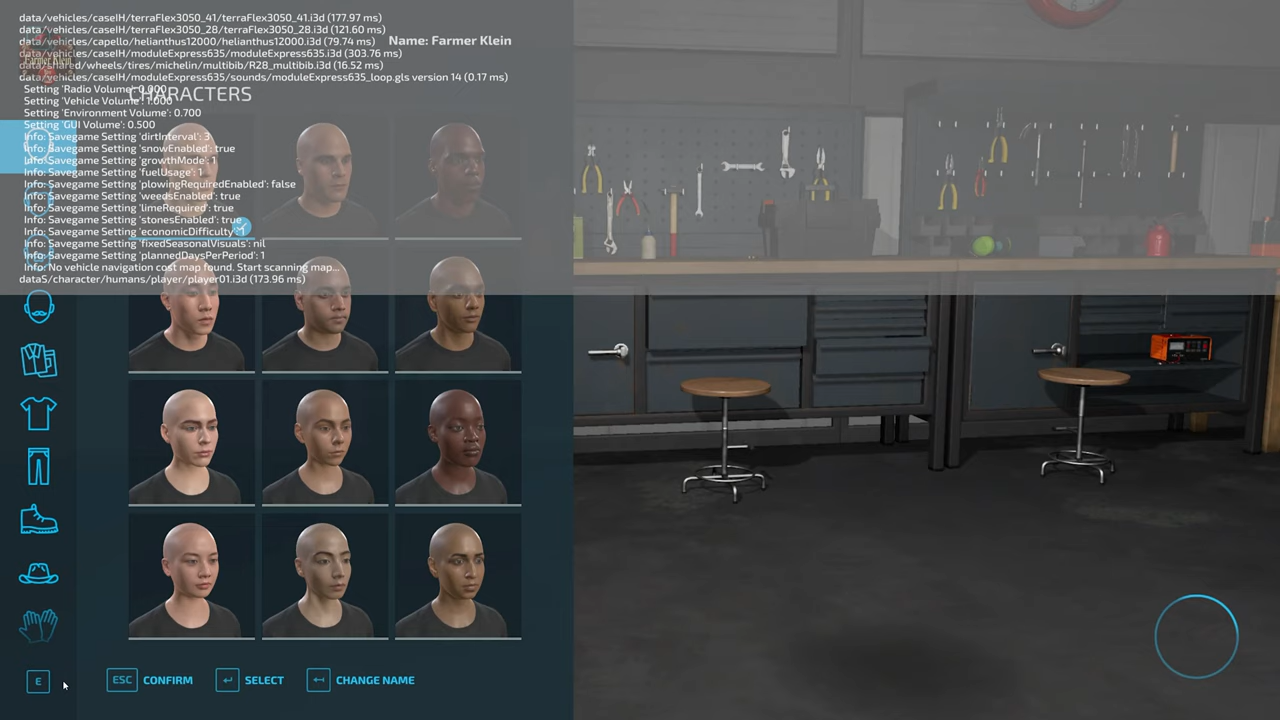 data/vehicles/caseIH/terraFlex3050_41/terraFlex3050_41.i3d (177.97 ms)
data/vehicles/caseIH/terraFlex3050_28/terraFlex3050_28.i3d (121.60 ms)
data/vehicles/capello/helianthus12000/helianthus12000.i3d (79.74 ms)
Name: Farmer Klein
data/vehicles/caseIH/moduleExpress635/moduleExpress635.i3d (303.76 ms)
data/shared/wheels/tires/michelin/multibib/R28_multibib.i3d (16.52 ms)
data/vehicles/caseIH/moduleExpress635/sounds/moduleExpress635_loop.gls version 14 (0.17 ms)
Setting 'Radio Volume': 0.000
CHARACTERS
Setting 'Vehicle Volume': 1.000
Setting 'Environment Volume': 0.700
Setting 'GUI Volume': 0.500
Info: Savegame Setting 'dirtInterval': 3
Info: Savegame Setting 'snowEnabled': true
Info: Savegame Setting 'growthMode': 1
Info: Savegame Setting 'fuelUsage': 1
Info: Savegame Setting 'plowingRequiredEnabled': false
Info: Savegame Setting 'weedsEnabled': true
Info: Savegame Setting 'limeRequired': true
Info: Savegame Setting 'stonesEnabled': true
Info: Savegame Setting 'economicDifficulty': 1
Info: Savegame Setting 'fixedSeasonalVisuals': nil
Info: Savegame Setting 'plannedDaysPerPeriod': 1
Info: No vehicle navigation cost map found. Start scanning map...
dataS/character/humans/player/player01.i3d (173.96 ms)
Farmer Klein
E
ESC CONFIRM
SELECT
CHANGE NAME